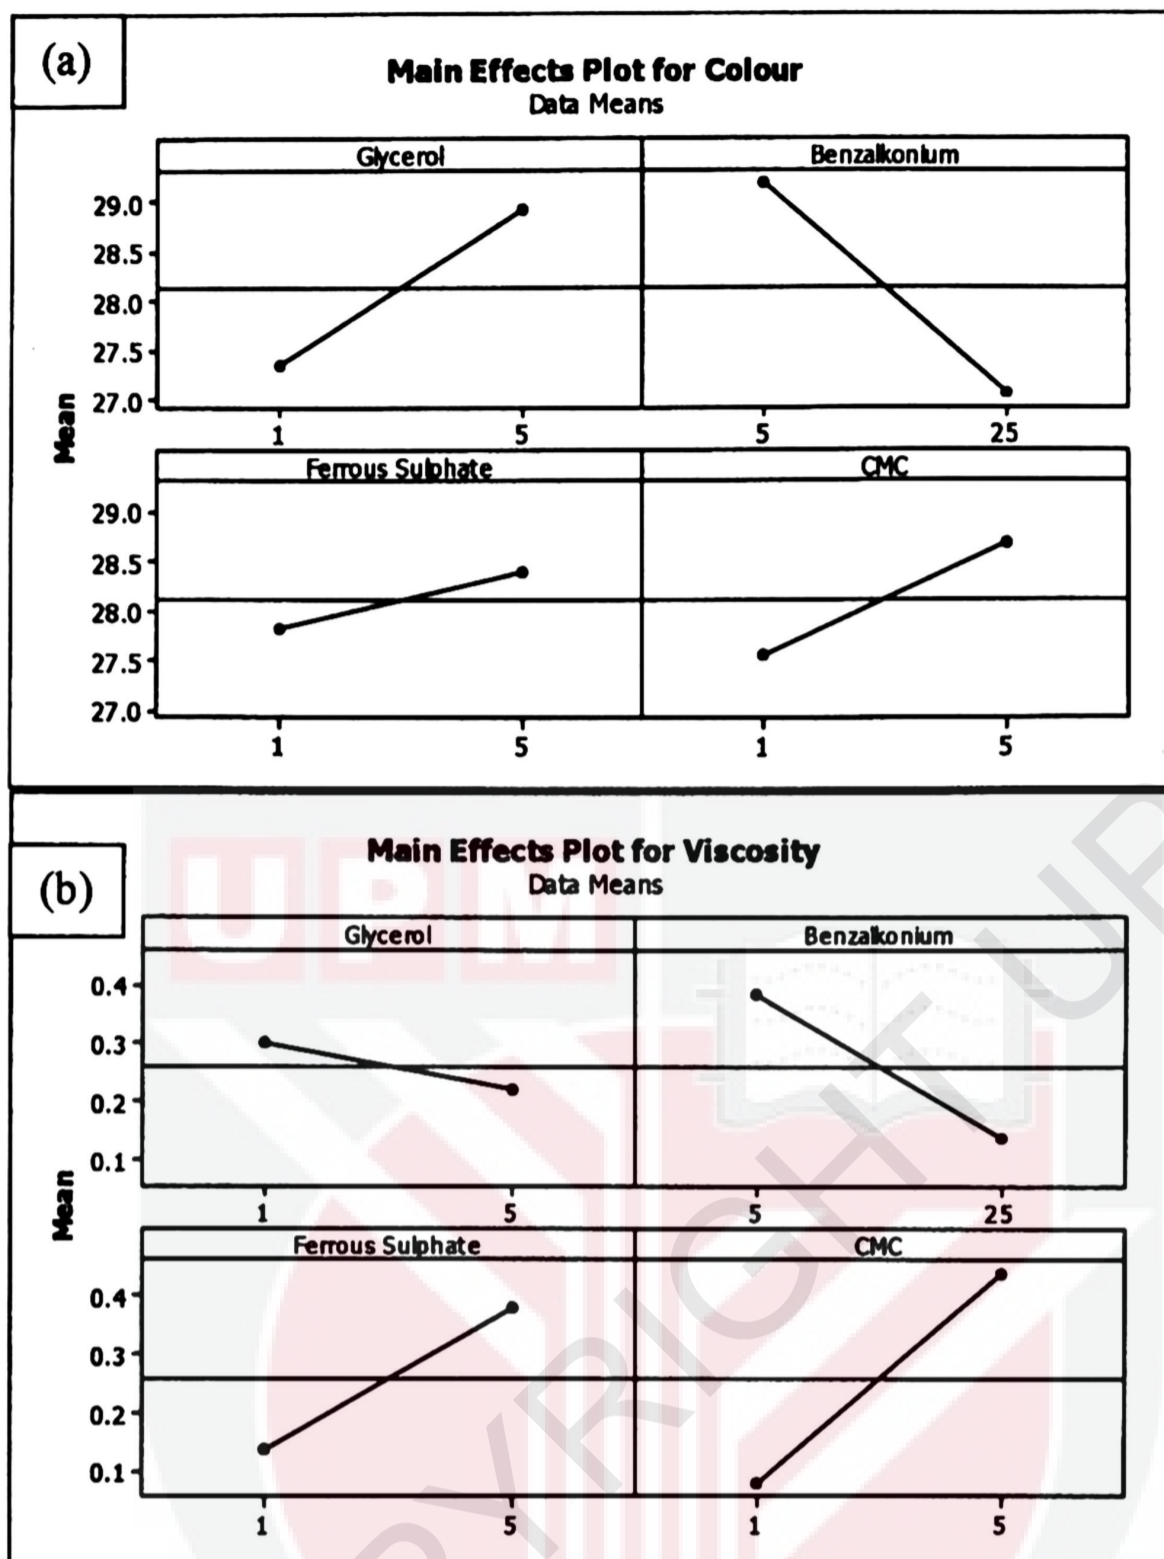 (a)
Main Effects Plot for Colour
Data Means
Glycerol Benzalkonium
29.0
28.5
28.0
27.5
27.0
1 5 5 25
Mean
Ferrous Sulphate CMC
29.0
28.5
28.0
27.5
27.0
1 5 1 5
UPM
(b)
Main Effects Plot for Viscosity
Data Means
Glycerol Benzalkonium
0.4
0.3
0.2
0.1
1 5 5 25
Mean
Ferrous Sulphate CMC
0.4
0.3
0.2
0.1
1 5 1 5
PYRIGHT UP